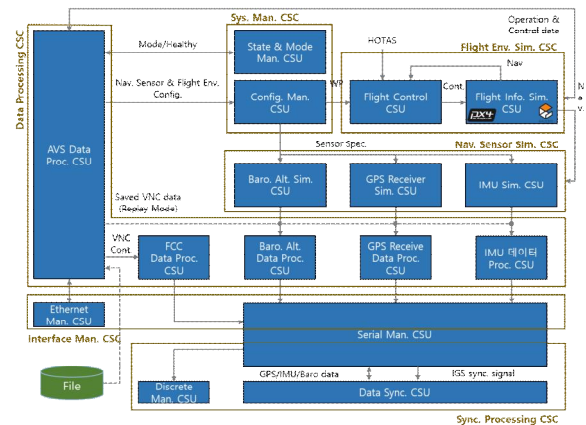 Sys. Man. CSC
Operation &
Control data
Data Processing CSC
Mode/Healthy
State & Mode
Man. CSU
HOTAS
Flight Env. Sim. CSC
Nav
Nav. Sensor & Flight Env.
Config.
Config. Man.
CSU
WP
Flight Control
CSU
Cont.
Flight Info. Sim.
CSU
PX4
AVS Data
Proc. CSU
Sensor Spec.
Nav. Sensor Sim. CSC
Baro. Alt. Sim.
CSU
GPS Receiver
Sim. CSU
IMU Sim. CSU
Saved VNC data
(Replay Mode)
VNC
Cont.
FCC
Data Proc.
CSU
Baro. Alt.
Data Proc.
CSU
GPS Receive
Data Proc.
CSU
IMU 데이터
Proc. CSU
Ethernet
Man. CSU
Serial Man. CSU
Interface Man. CSC
File
GPS/IMU/Baro data
IGS sync. signal
Discrete
Man. CSU
Data Sync. CSU
Sync. Processing CSC